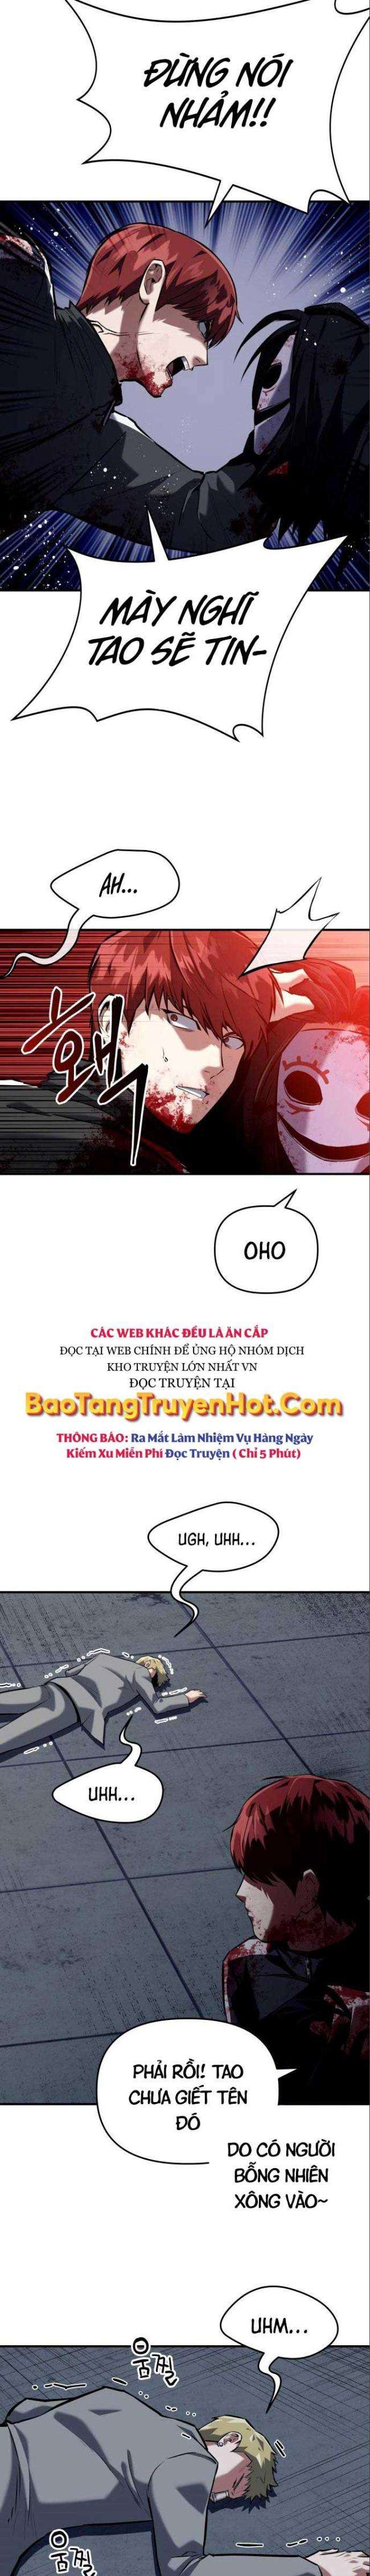 ĐỪNG NÓI
NHẢM!!
MÀY NGHĨ
TAO SẼ TIN-
AH...
홱
OHO
CÁC WEB KHÁC ĐỀU LÀ ĂN CẮP
ĐỌC TẠI WEB CHÍNH ĐỂ ỦNG HỘ NHÓM DỊCH
KHO TRUYỆN LỚN NHẤT VN
ĐỌC TRUYỆN TẠI
BaoTangTruyenHot.Com
THÔNG BÁO: Ra Mắt Làm Nhiệm Vụ Hàng Ngày
Kiếm Xu Miễn Phí Đọc Truyện ( Chỉ 5 Phút)
UGH, UHH...
UHH...
PHẢI RỒI! TAO
CHƯA GIẾT TÊN
ĐÓ
DO CÓ NGƯỜI
BỖNG NHIÊN
XÔNG VÀO~
UHM...
움찔
움